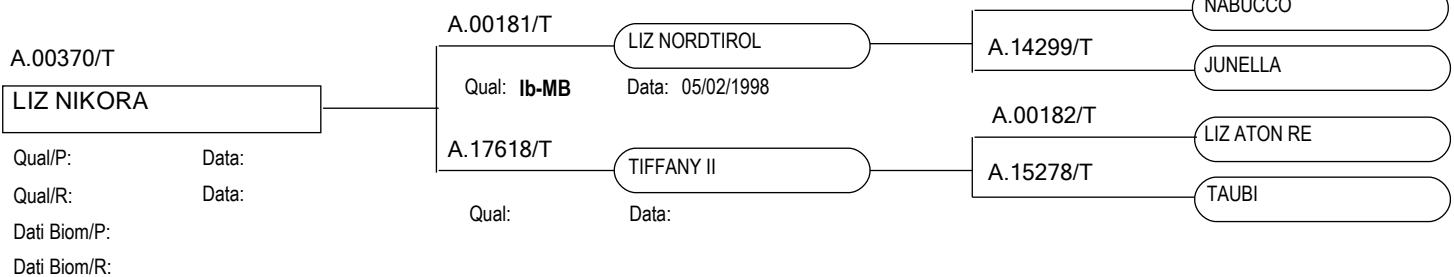 NABUCCO
A.00181/T
LIZ NORDTIROL
A.14299/T
JUNELLA
A.00370/T
LIZ NIKORA
Qual: Ib-MB Data: 05/02/1998
A.00182/T
LIZ ATON RE
Qual/P: Data:
A.17618/T
TIFFANY II
A.15278/T
TAUBI
Qual/R: Data:
Qual: Data:
Dati Biom/P:
Dati Biom/R: